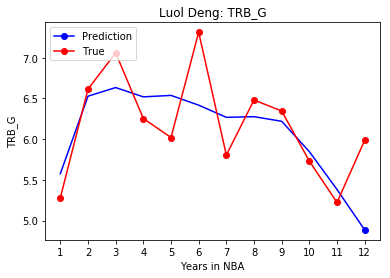 Luol Deng: TRB_G
Prediction
True
TRB_G
7.0
6.5
6.0
5.5
5.0
1 2 3 4 5 6 7 8 9 10 11 12
Years in NBA